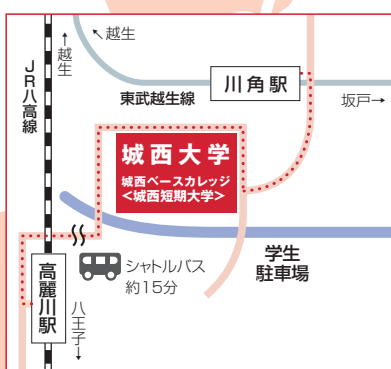 ↖越生
↑越生
JR八高線
東武越生線
川角駅
坂戸→
城西大学
城西ベースカレッジ
<城西短期大学>
シャトルバス
約15分
学生
駐車場
高麗川駅
八王子→